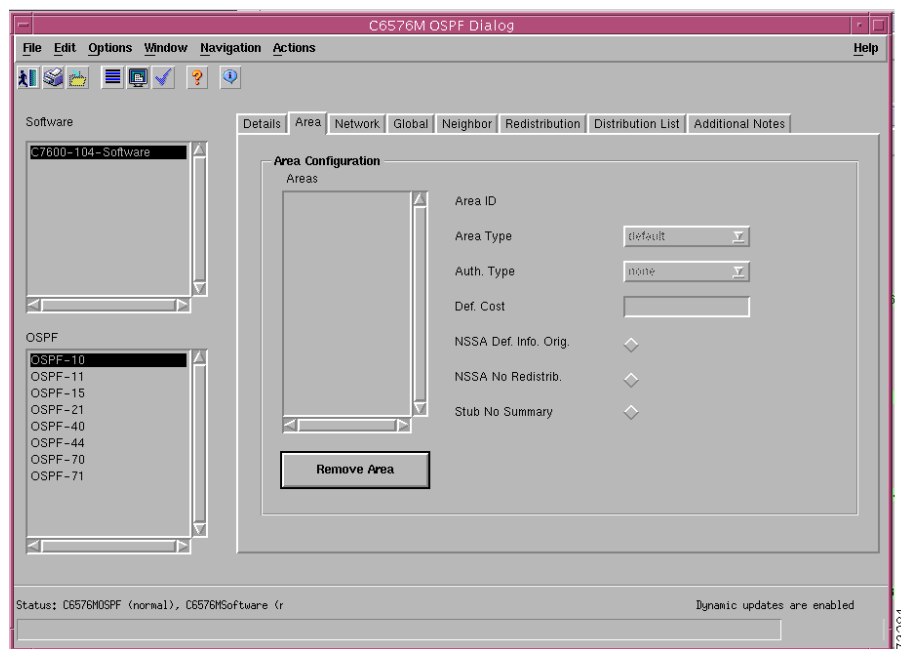 C6576M OSPF Dialog
File Edit Options Window Navigation Actions Help
Software
C7600-104-Software
OSPF
OSPF-10
OSPF-11
OSPF-15
OSPF-21
OSPF-40
OSPF-44
OSPF-70
OSPF-71
Details Area Network Global Neighbor Redistribution Distribution List Additional Notes
Area Configuration
Areas
Remove Area
Area ID
Area Type default
Auth. Type none
Def. Cost
NSSA Def. Info. Orig.
NSSA No Redistrib.
Stub No Summary
Status: C6576MOSPF (normal), C6576MSoftware (r
Dynamic updates are enabled